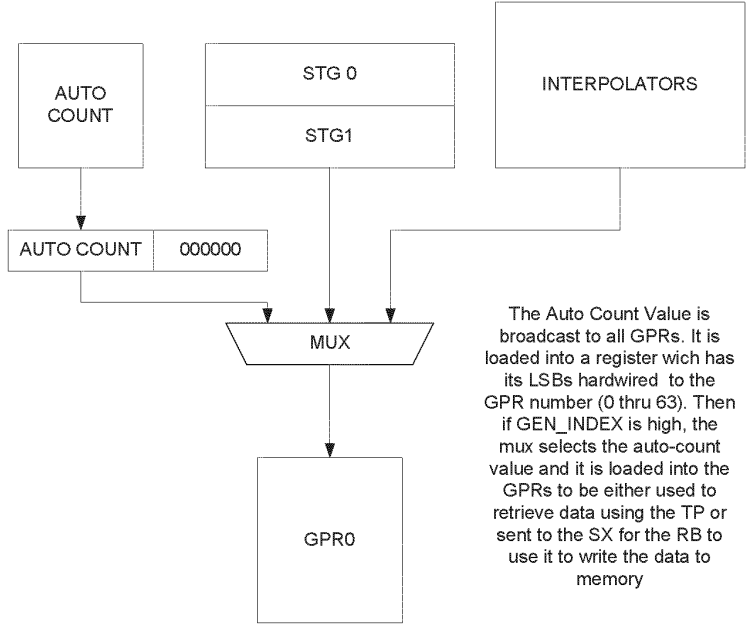 AUTO
COUNT
STG 0
STG1
INTERPOLATORS
AUTO COUNT
000000
MUX
GPR0
The Auto Count Value is
broadcast to all GPRs. It is
loaded into a register wich has
its LSBs hardwired to the
GPR number (0 thru 63). Then
if GEN_INDEX is high, the
mux selects the auto-count
value and it is loaded into the
GPRs to be either used to
retrieve data using the TP or
sent to the SX for the RB to
use it to write the data to
memory